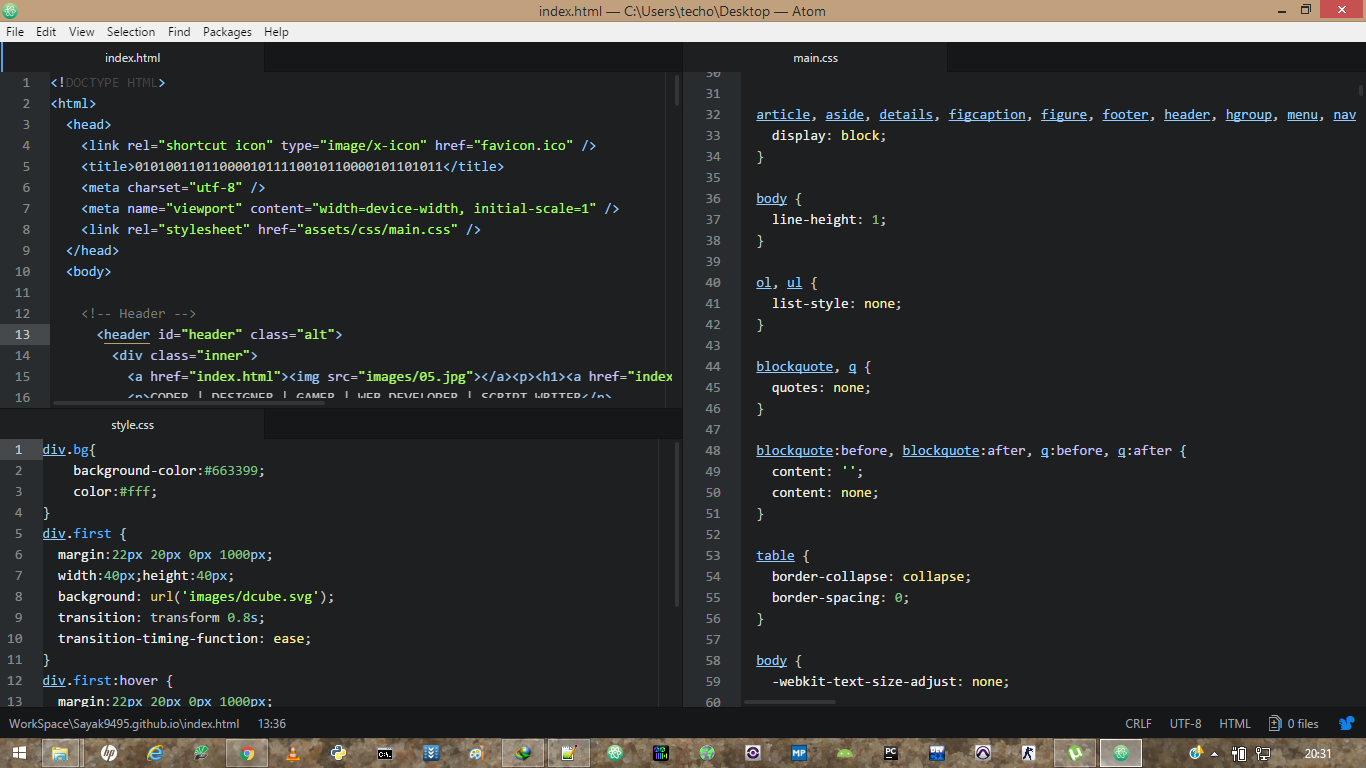 index.html — C:\Users\techo\Desktop — Atom
File Edit View Selection Find Packages Help
index.html
1 <!DOCTYPE HTML>
2 <html>
3 <head>
4 <link rel="shortcut icon" type="image/x-icon" href="favicon.ico" />
5 <title>0101001101100001011110010110000101101011</title>
6 <meta charset="utf-8" />
7 <meta name="viewport" content="width=device-width, initial-scale=1" />
8 <link rel="stylesheet" href="assets/css/main.css" />
9 </head>
10 <body>
11
12 <!-- Header -->
13 <header id="header" class="alt">
14 <div class="inner">
15 <a href="index.html"><img src="images/05.jpg"></a><p><h1><a href="index
16 <p>CODER | DESIGNER | GAMER | WEB DEVELOPER | SCRIPT WRITER</p>
style.css
1 div.bg{
2 background-color:#663399;
3 color:#fff;
4 }
5 div.first {
6 margin:22px 20px 0px 1000px;
7 width:40px;height:40px;
8 background: url('images/dcube.svg');
9 transition: transform 0.8s;
10 transition-timing-function: ease;
11 }
12 div.first:hover {
13 margin:22px 20px 0px 1000px;
main.css
30
31
32 article, aside, details, figcaption, figure, footer, header, hgroup, menu, nav
33 display: block;
34 }
35
36 body {
37 line-height: 1;
38 }
39
40 ol, ul {
41 list-style: none;
42 }
43
44 blockquote, q {
45 quotes: none;
46 }
47
48 blockquote:before, blockquote:after, q:before, q:after {
49 content: '';
50 content: none;
51 }
52
53 table {
54 border-collapse: collapse;
55 border-spacing: 0;
56 }
57
58 body {
59 -webkit-text-size-adjust: none;
60
WorkSpace\Sayak9495.github.io\index.html 13:36 CRLF UTF-8 HTML 0 files
hp C:\ MP PC DEV 20:31